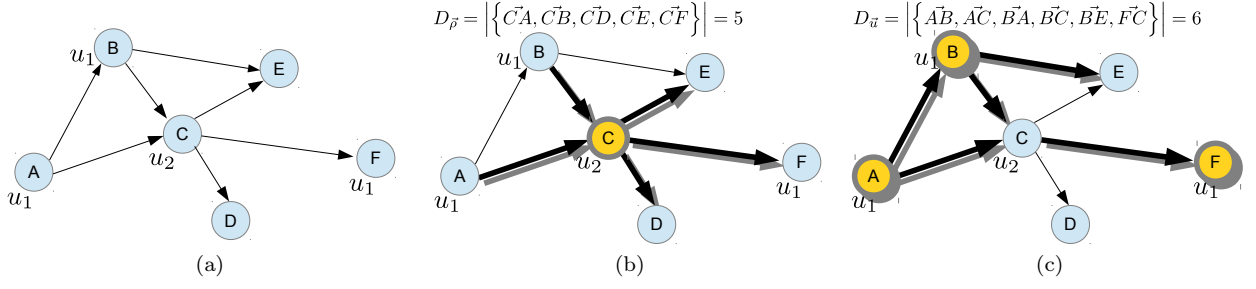 D_ρ⃗ = |{C⃗A, C⃗B, C⃗D, C⃗E, C⃗F}| = 5
D_u⃗ = |{A⃗B, A⃗C, B⃗A, B⃗C, B⃗E, F⃗C}| = 6
B
u₁
E
C
u₂
A
u₁
F
u₁
D
B
u₁
E
C
u₂
A
u₁
F
u₁
D
B
u₁
E
C
u₂
A
u₁
F
u₁
D
(a)
(b)
(c)